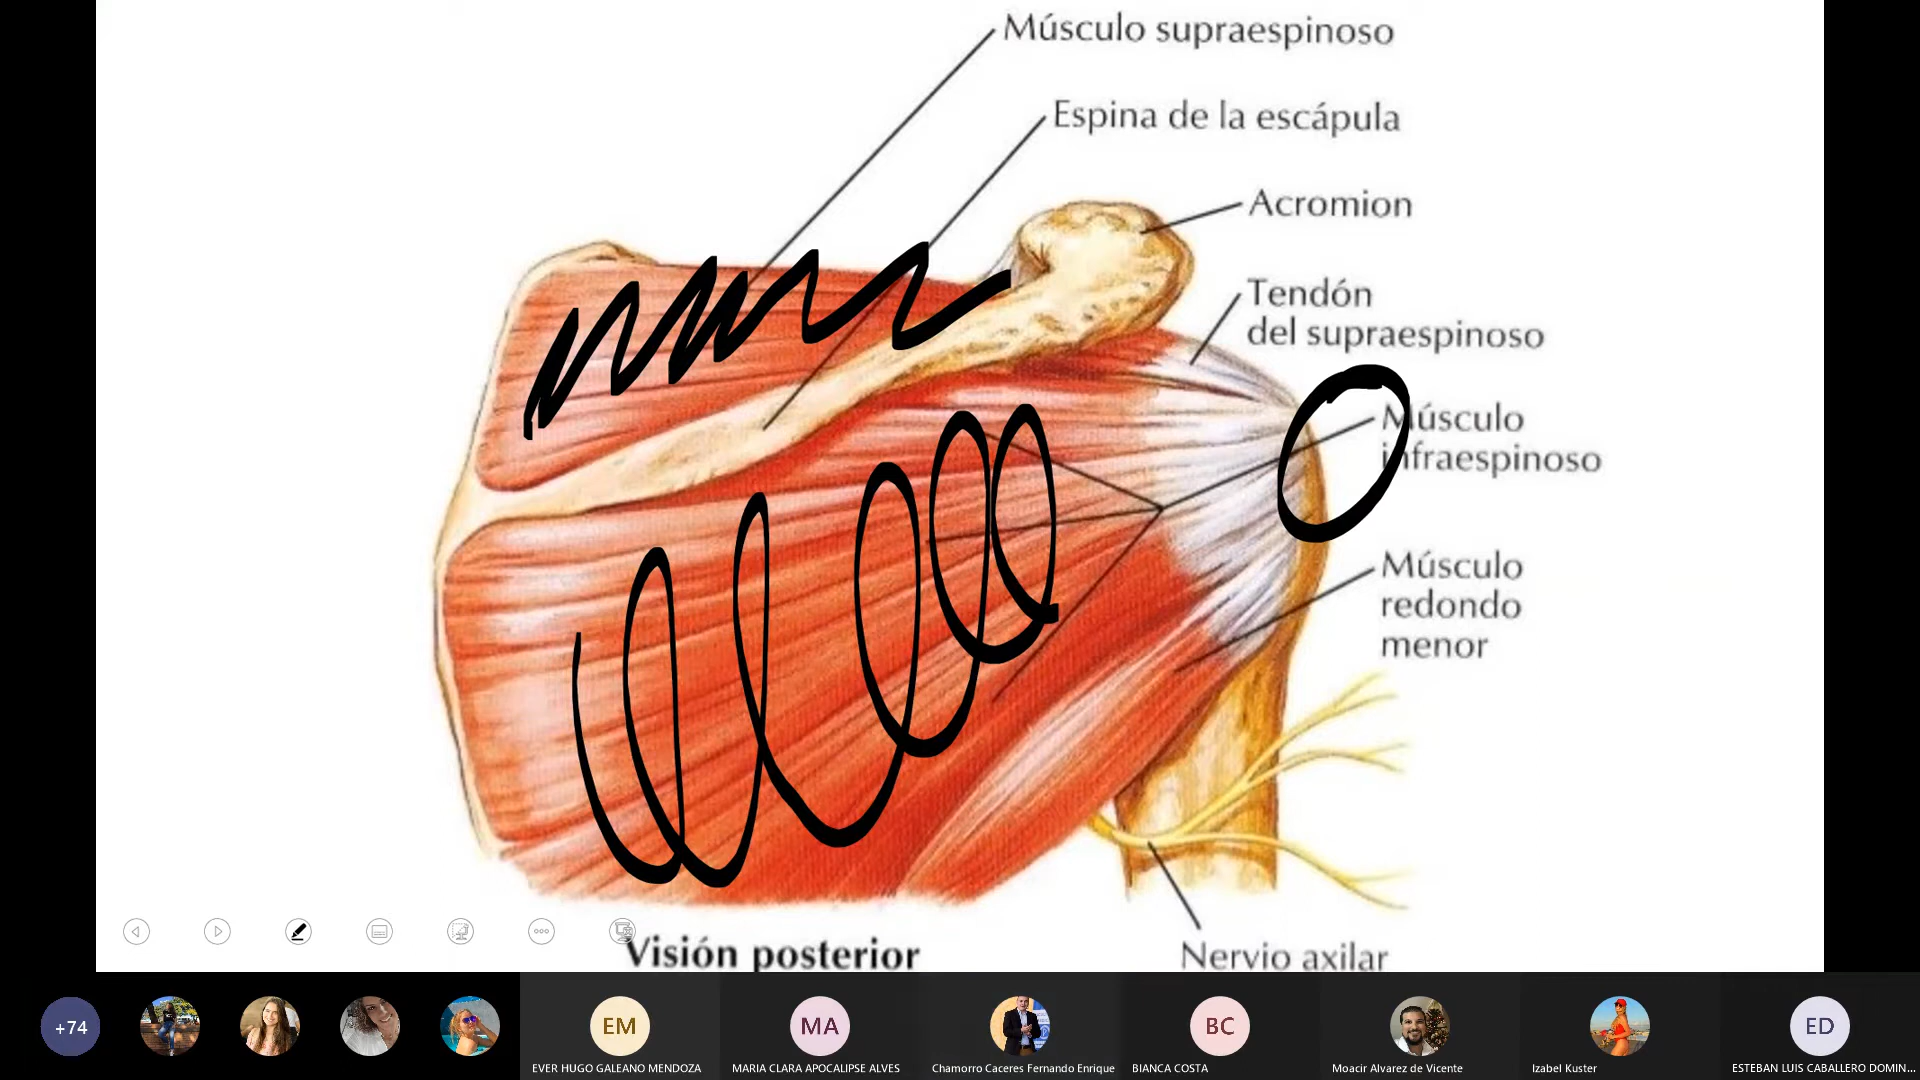 Músculo supraespinoso
Espina de la escápula
Acromion
Tendón
del supraespinoso
Músculo
infraespinoso
Músculo
redondo
menor
Visión posterior
Nervio axilar
+74
EM
MA
BC
ED
EVER HUGO GALEANO MENDOZA
MARIA CLARA APOCALIPSE ALVES
Chamorro Caceres Fernando Enrique
BIANCA COSTA
Moacir Alvarez de Vicente
Izabel Kuster
ESTEBAN LUIS CABALLERO DOMIN...